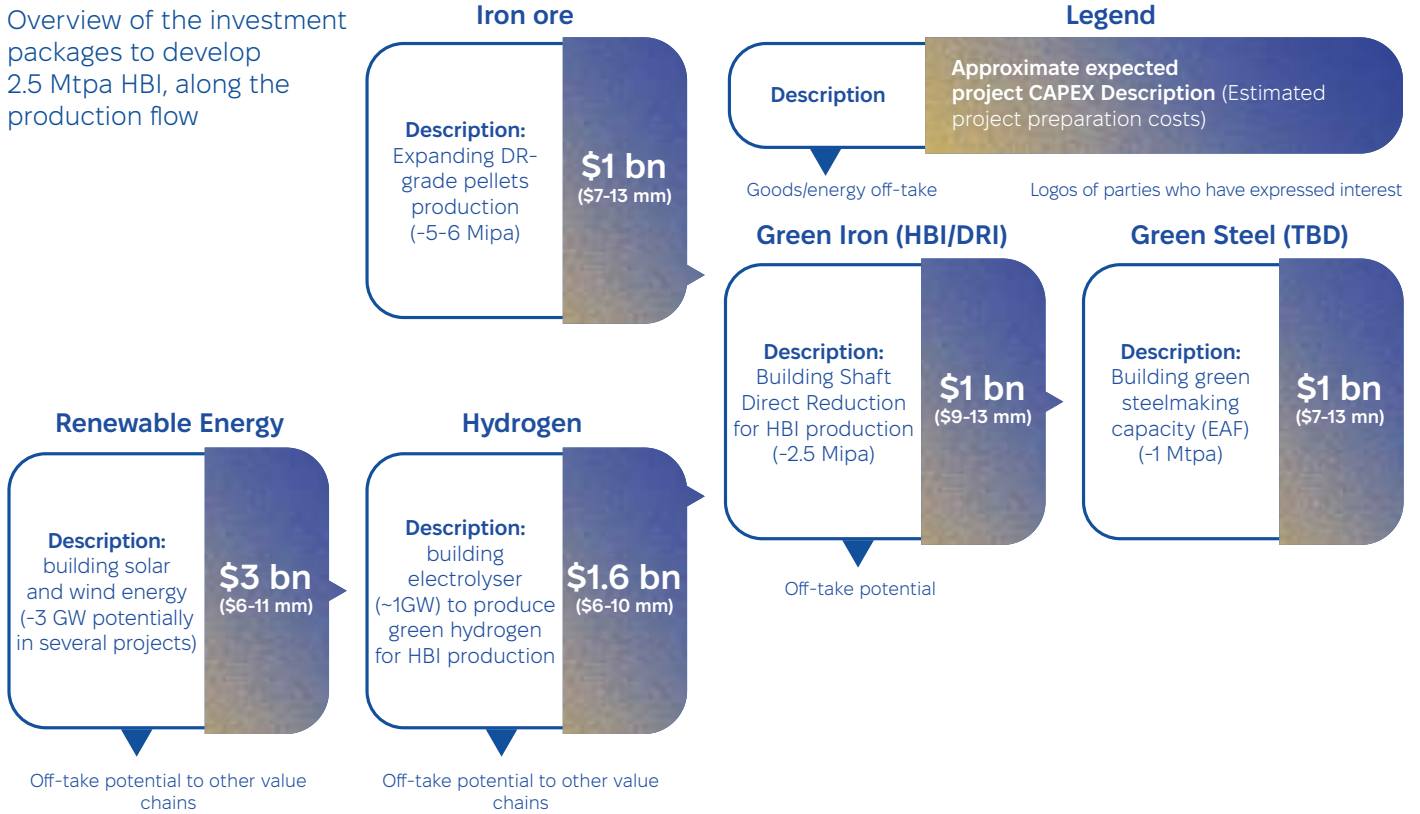 Overview of the investment
packages to develop
2.5 Mtpa HBI, along the
production flow
Iron ore
Description:
Expanding DR-
grade pellets
production
(-5-6 Mipa)
$1 bn
($7-13 mm)
Legend
Description
Approximate expected
project CAPEX Description (Estimated
project preparation costs)
Goods/energy off-take
Logos of parties who have expressed interest
Green Iron (HBI/DRI)
Description:
Building Shaft
Direct Reduction
for HBI production
(-2.5 Mipa)
$1 bn
($9-13 mm)
Off-take potential
Green Steel (TBD)
Description:
Building green
steelmaking
capacity (EAF)
(-1 Mtpa)
$1 bn
($7-13 mn)
Renewable Energy
Description:
building solar
and wind energy
(-3 GW potentially
in several projects)
$3 bn
($6-11 mm)
Off-take potential to other value
chains
Hydrogen
Description:
building
electrolyser
(~1GW) to produce
green hydrogen
for HBI production
$1.6 bn
($6-10 mm)
Off-take potential to other value
chains